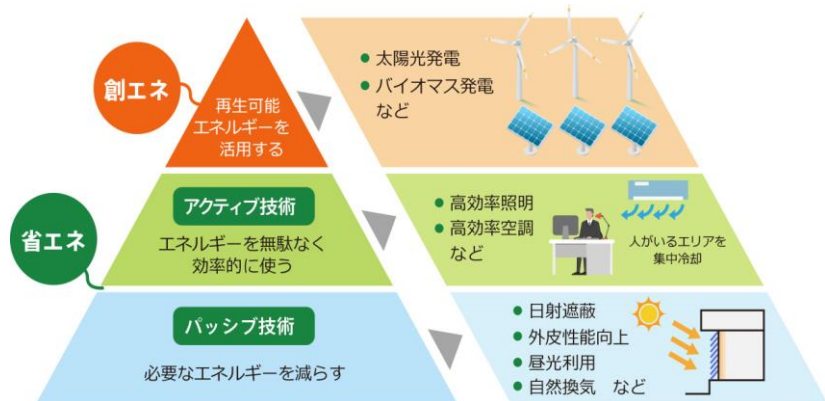 創エネ
再生可能
エネルギーを
活用する
● 太陽光発電
● バイオマス発電
など
省エネ
アクティブ技術
エネルギーを無駄なく
効率的に使う
● 高効率照明
● 高効率空調
など
人がいるエリアを
集中冷却
パッシブ技術
必要なエネルギーを減らす
● 日射遮蔽
● 外皮性能向上
● 昼光利用
● 自然換気 など